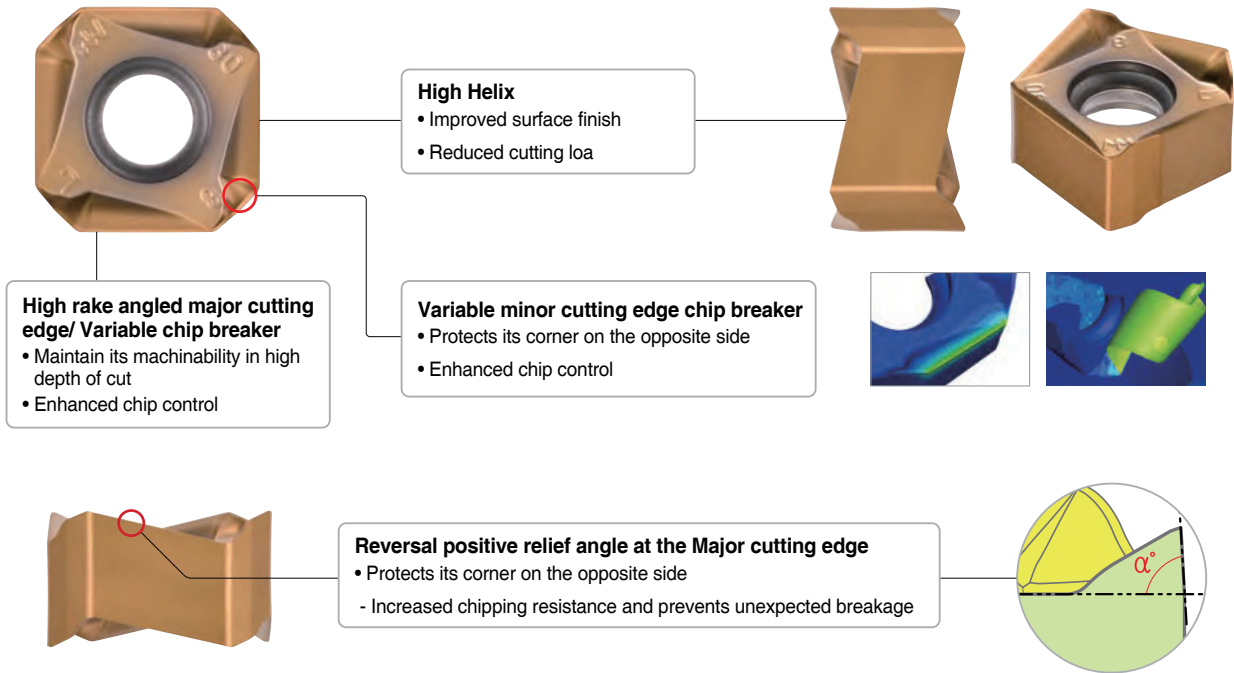 High Helix
• Improved surface finish
• Reduced cutting loa
High rake angled major cutting
edge/ Variable chip breaker
• Maintain its machinability in high
depth of cut
• Enhanced chip control
Variable minor cutting edge chip breaker
• Protects its corner on the opposite side
• Enhanced chip control
Reversal positive relief angle at the Major cutting edge
• Protects its corner on the opposite side
- Increased chipping resistance and prevents unexpected breakage
α°